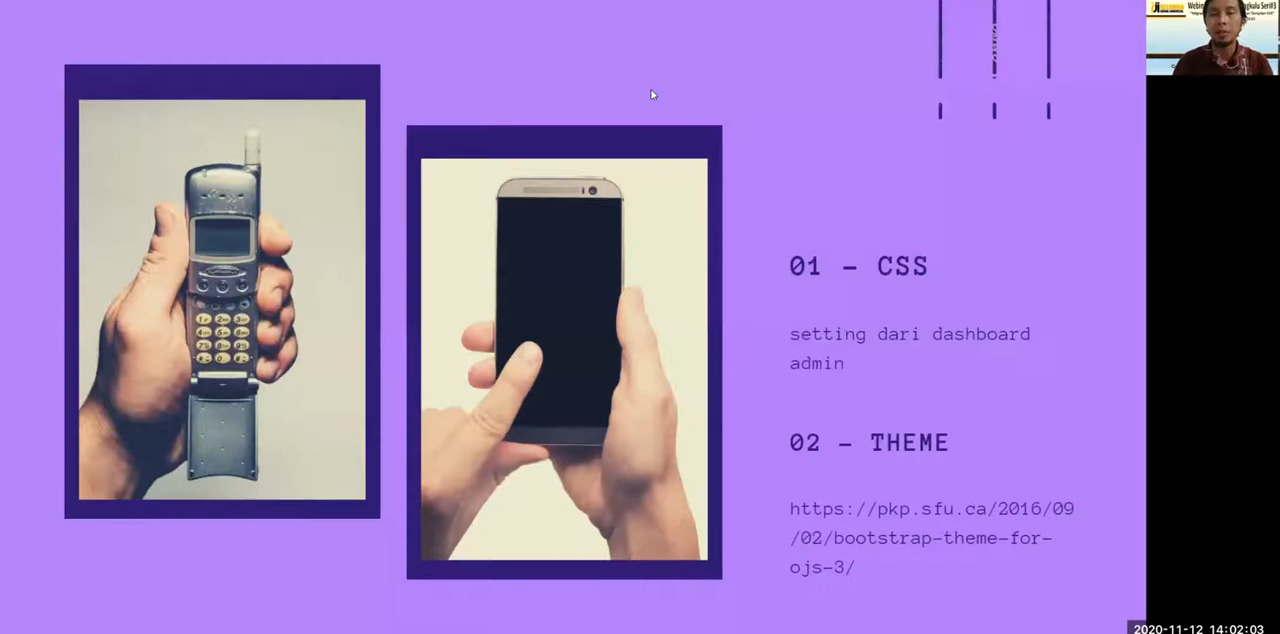 01 - CSS
setting dari dashboard
admin
02 - THEME
https://pkp.sfu.ca/2016/09
/02/bootstrap-theme-for-
ojs-3/
2020-11-12 14:02:03